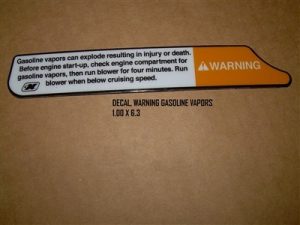 Gasoline vapors can explode resulting in injury or death.
Before engine start-up, check engine compartment for
gasoline vapors, then run blower for four minutes. Run
blower when below cruising speed.
WARNING
DECAL, WARNING GASOLINE VAPORS
1.00 X 6.3